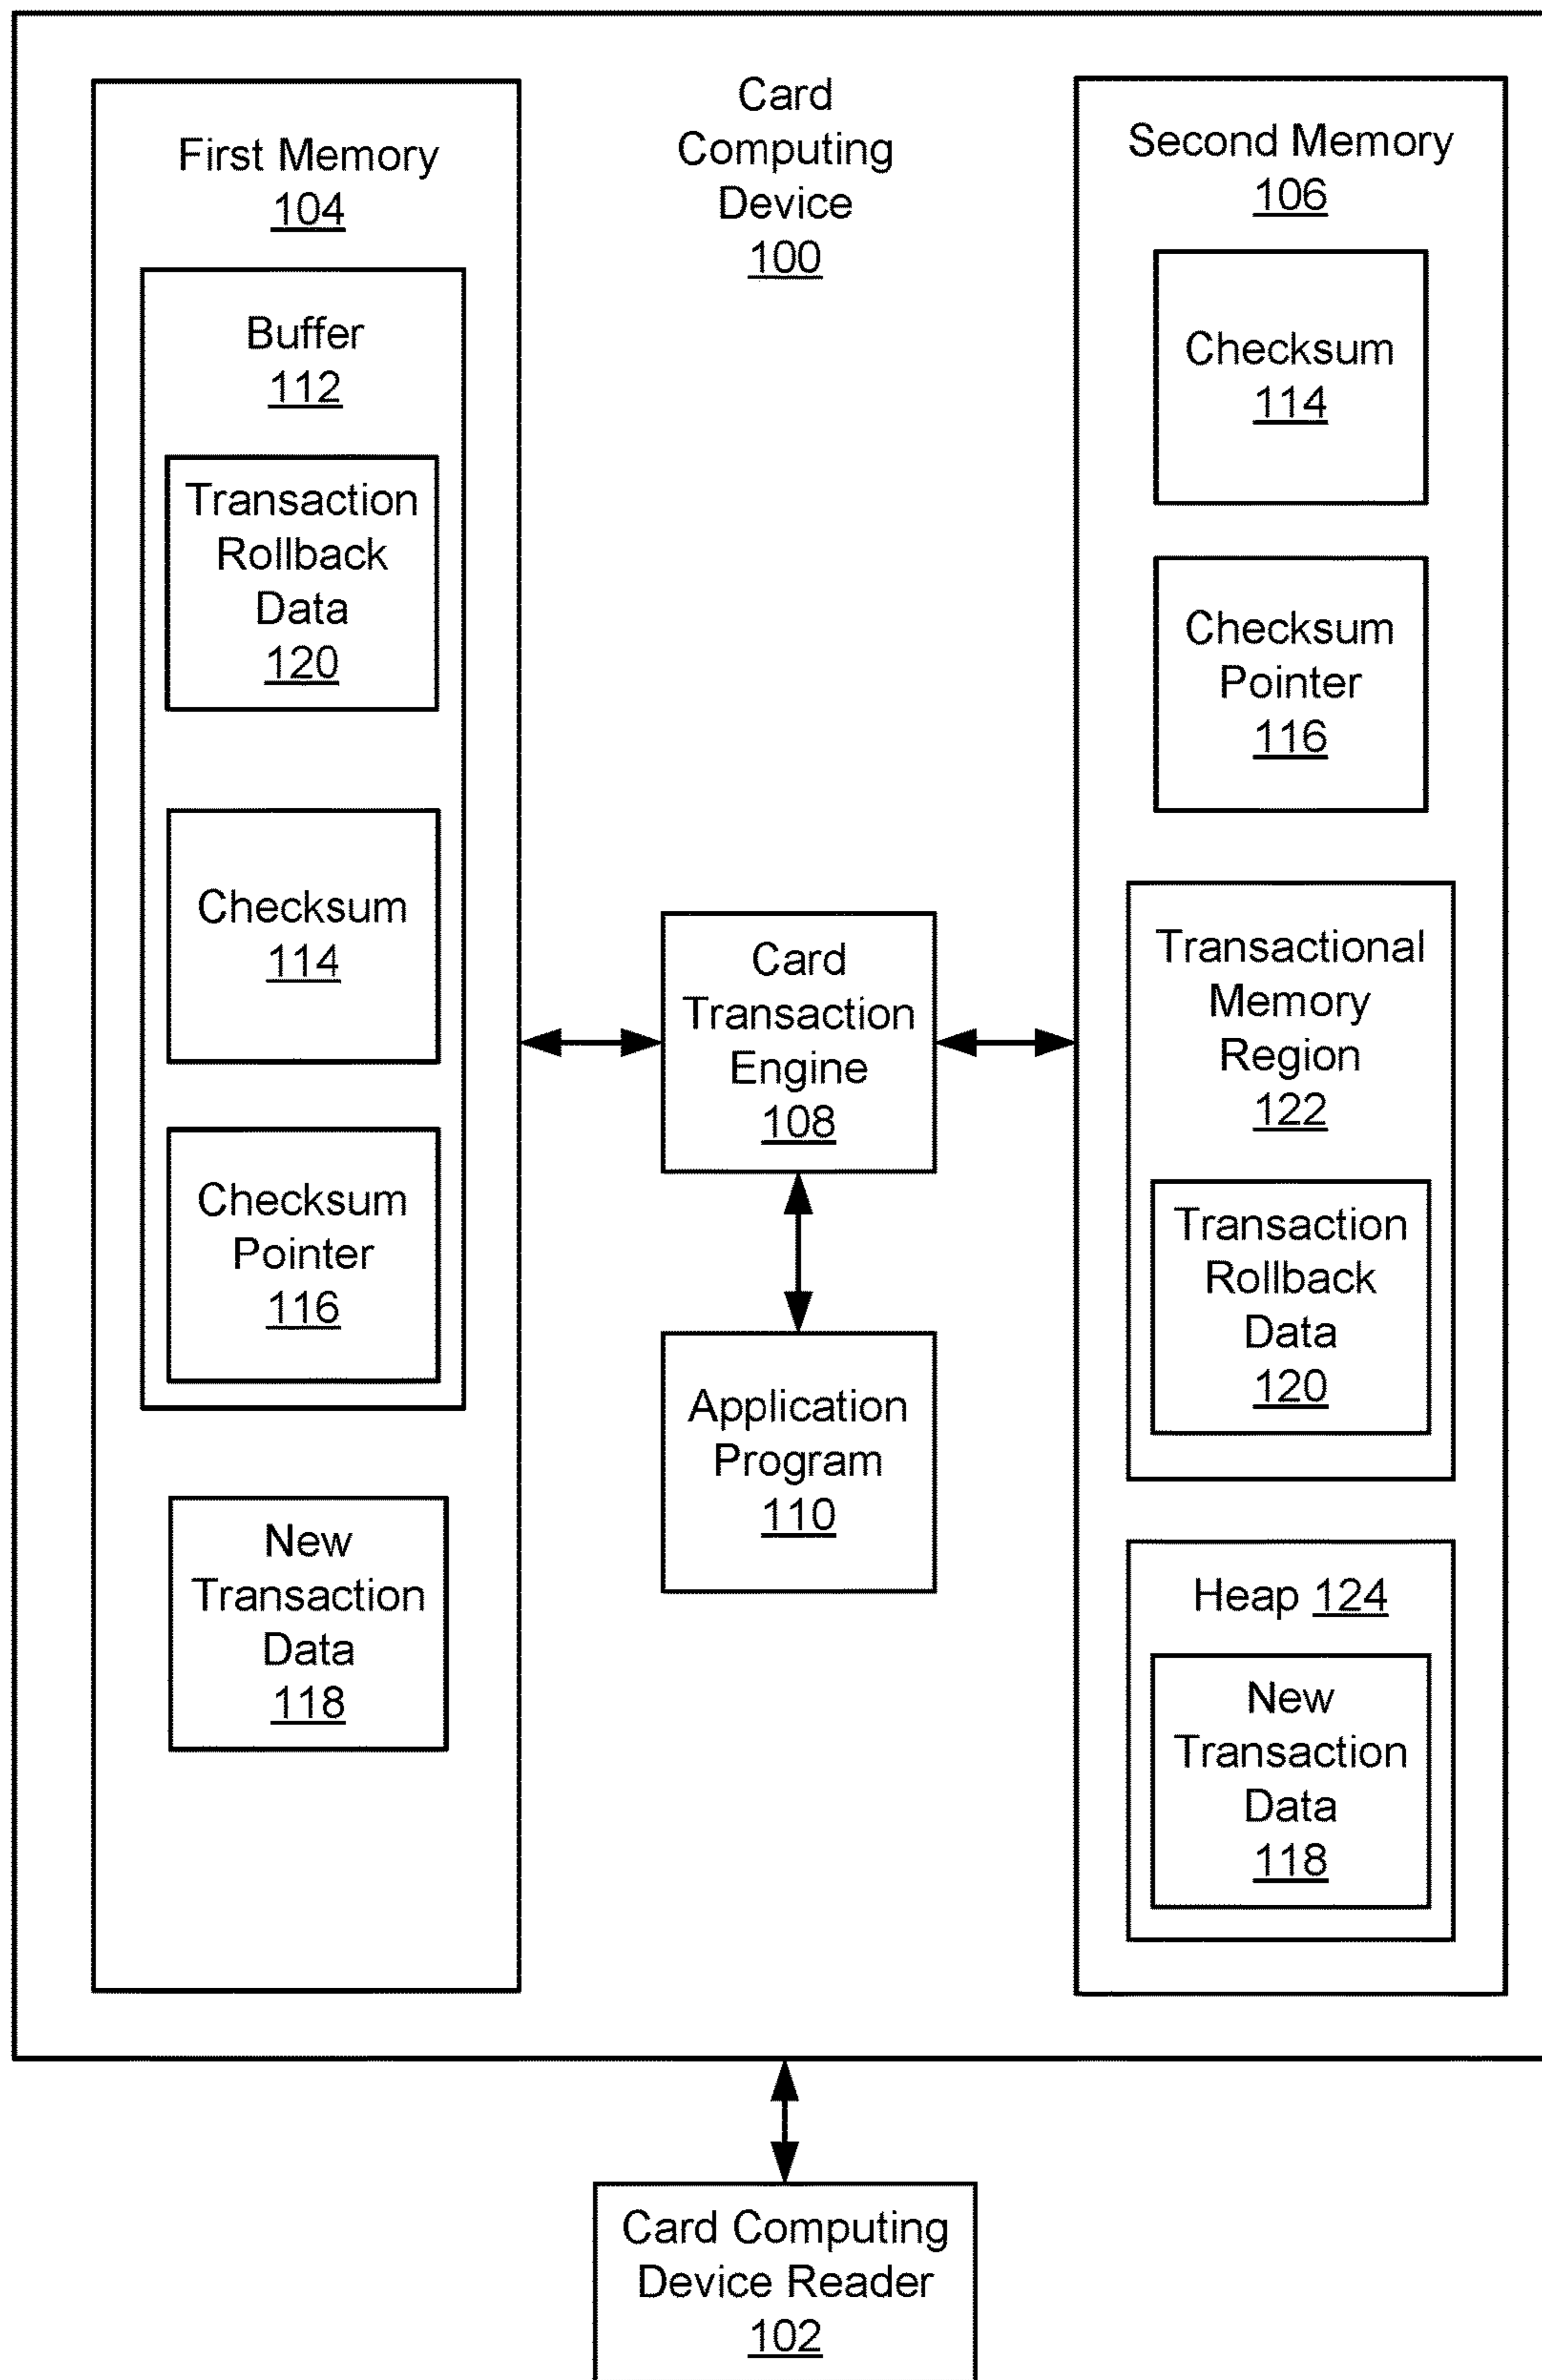 Card
Computing
Device
100
First Memory
104
Buffer
112
Transaction
Rollback
Data
120
Checksum
114
Checksum
Pointer
116
New
Transaction
Data
118
Card
Transaction
Engine
108
Application
Program
110
Second Memory
106
Checksum
114
Checksum
Pointer
116
Transactional
Memory
Region
122
Transaction
Rollback
Data
120
Heap 124
New
Transaction
Data
118
Card Computing
Device Reader
102